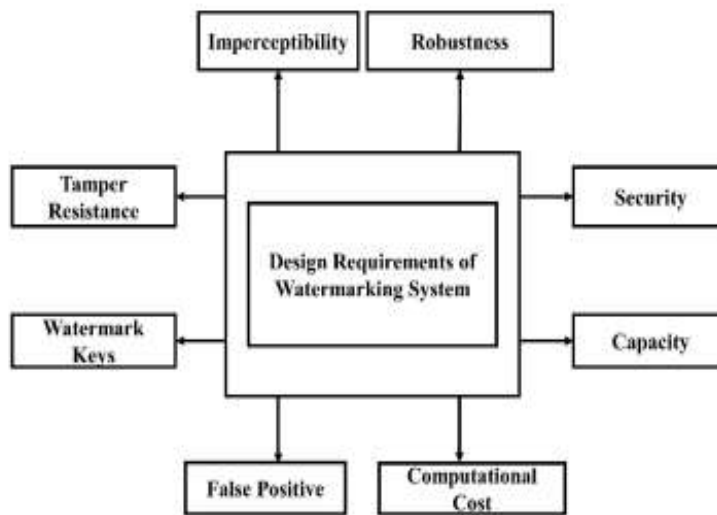 Imperceptibility
Robustness
Tamper
Resistance
Security
Design Requirements of
Watermarking System
Watermark
Keys
Capacity
False Positive
Computational
Cost